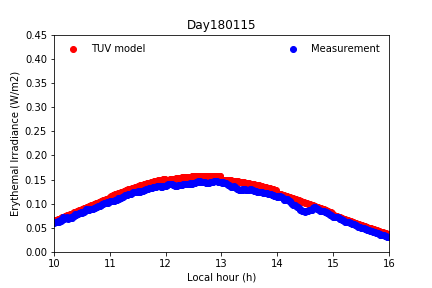 Day180115
TUV model
Measurement
Erythemal Irradiance (W/m2)
0.45
0.40
0.35
0.30
0.25
0.20
0.15
0.10
0.05
0.00
10 11 12 13 14 15 16
Local hour (h)